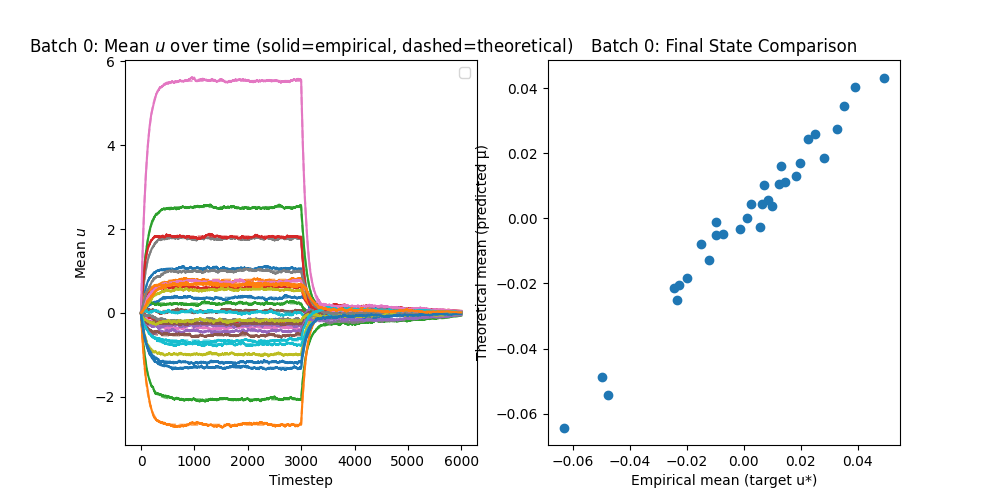 Batch 0: Mean u over time (solid=empirical, dashed=theoretical)
6
4
2
0
−2
Mean u
0 1000 2000 3000 4000 5000 6000
Timestep
Batch 0: Final State Comparison
0.04
0.02
0.00
−0.02
−0.04
−0.06
Theoretical mean (predicted μ)
−0.06 −0.04 −0.02 0.00 0.02 0.04
Empirical mean (target u*)